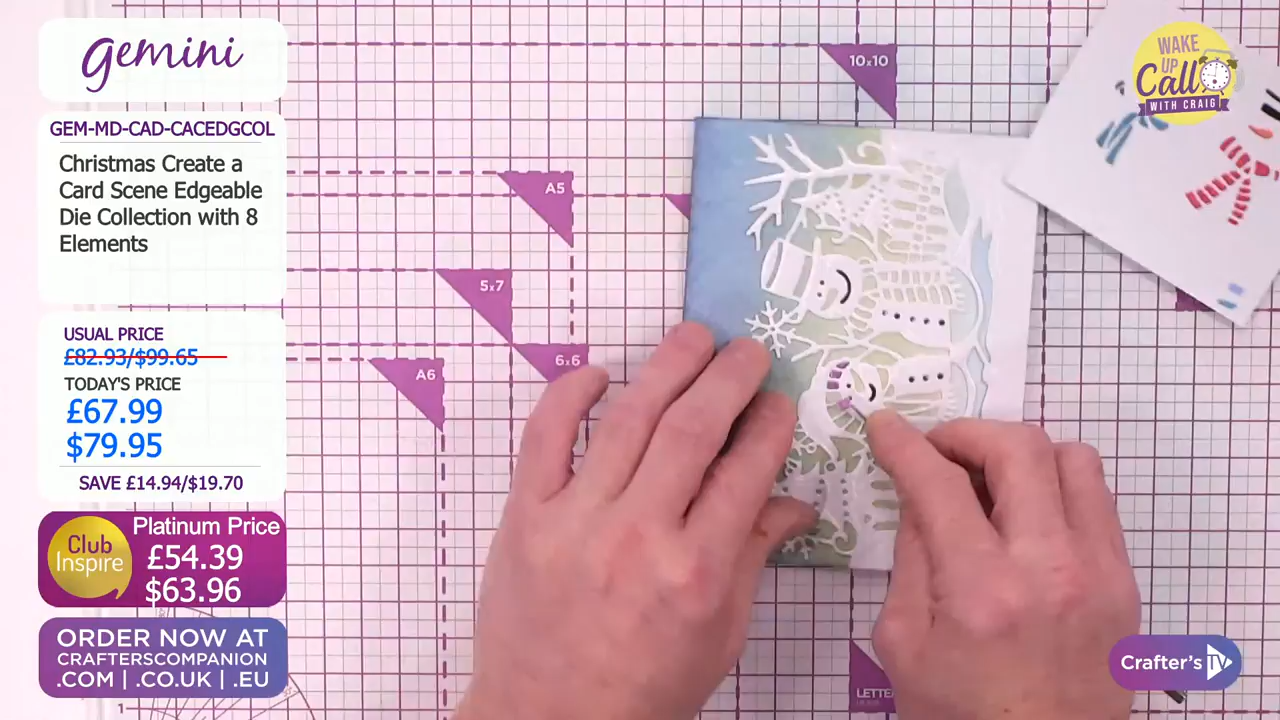 gemini
GEM-MD-CAD-CACEDGCOL
Christmas Create a
Card Scene Edgeable
Die Collection with 8
Elements
USUAL PRICE
£82.93/$99.65
TODAY'S PRICE
£67.99
$79.95
SAVE £14.94/$19.70
Club
Inspire
Platinum Price
£54.39
$63.96
ORDER NOW AT
CRAFTERSCOMPANION
.COM | .CO.UK | .EU
10x10
A5
5x7
6x6
A6
LETTER
1
WAKE
UP
Call
WITH CRAIG
Crafter's TV